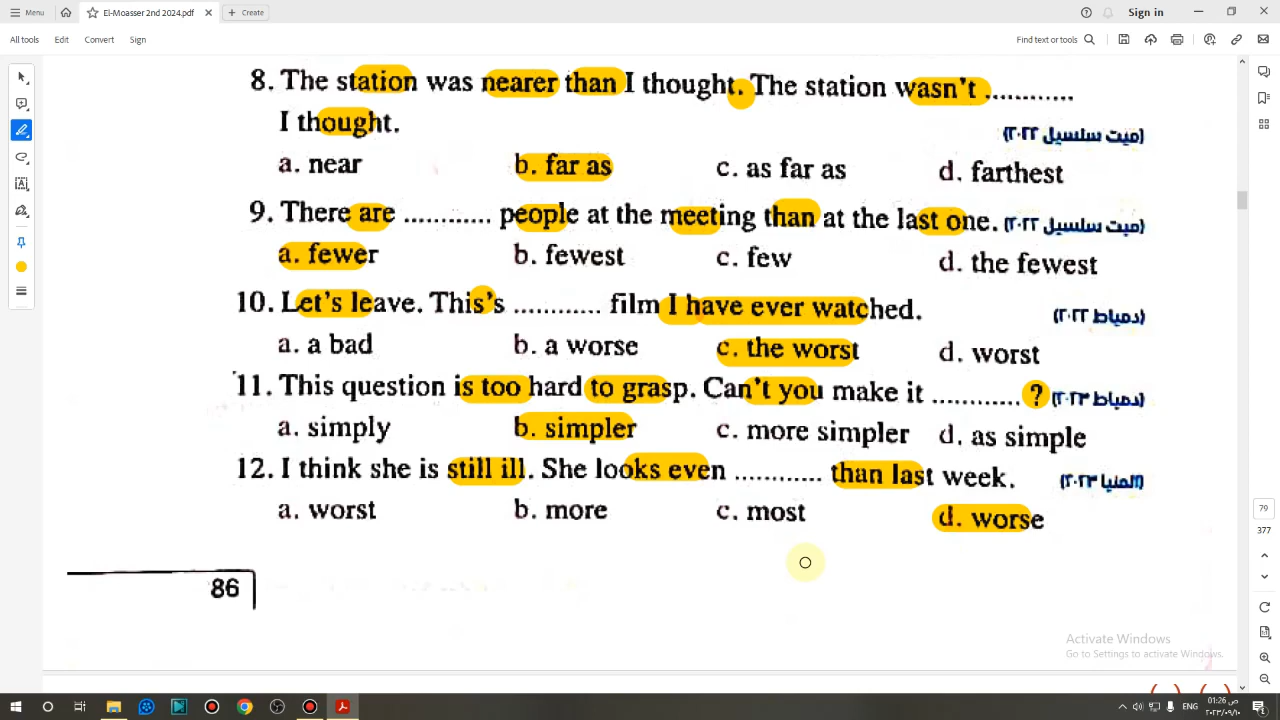 Menu
El-Moasser 2nd 2024.pdf
Create
Sign in
All tools Edit Convert Sign
Find text or tools
8. The station was nearer than I thought. The station wasn't ............
I thought.
(ميت سلسيل ٢٠٢٢)
a. near b. far as c. as far as d. farthest
9. There are ............ people at the meeting than at the last one. (ميت سلسيل ٢٠٢٢)
a. fewer b. fewest c. few d. the fewest
10. Let's leave. This's ............ film I have ever watched. (دمياط ٢٠٢٢)
a. a bad b. a worse c. the worst d. worst
11. This question is too hard to grasp. Can't you make it ............ ? (دمياط ٢٠٢٣)
a. simply b. simpler c. more simpler d. as simple
12. I think she is still ill. She looks even ............ than last week. (المنيا ٢٠٢٣)
a. worst b. more c. most d. worse
86
79
377
Activate Windows
Go to Settings to activate Windows.
ENG
01:26 ص